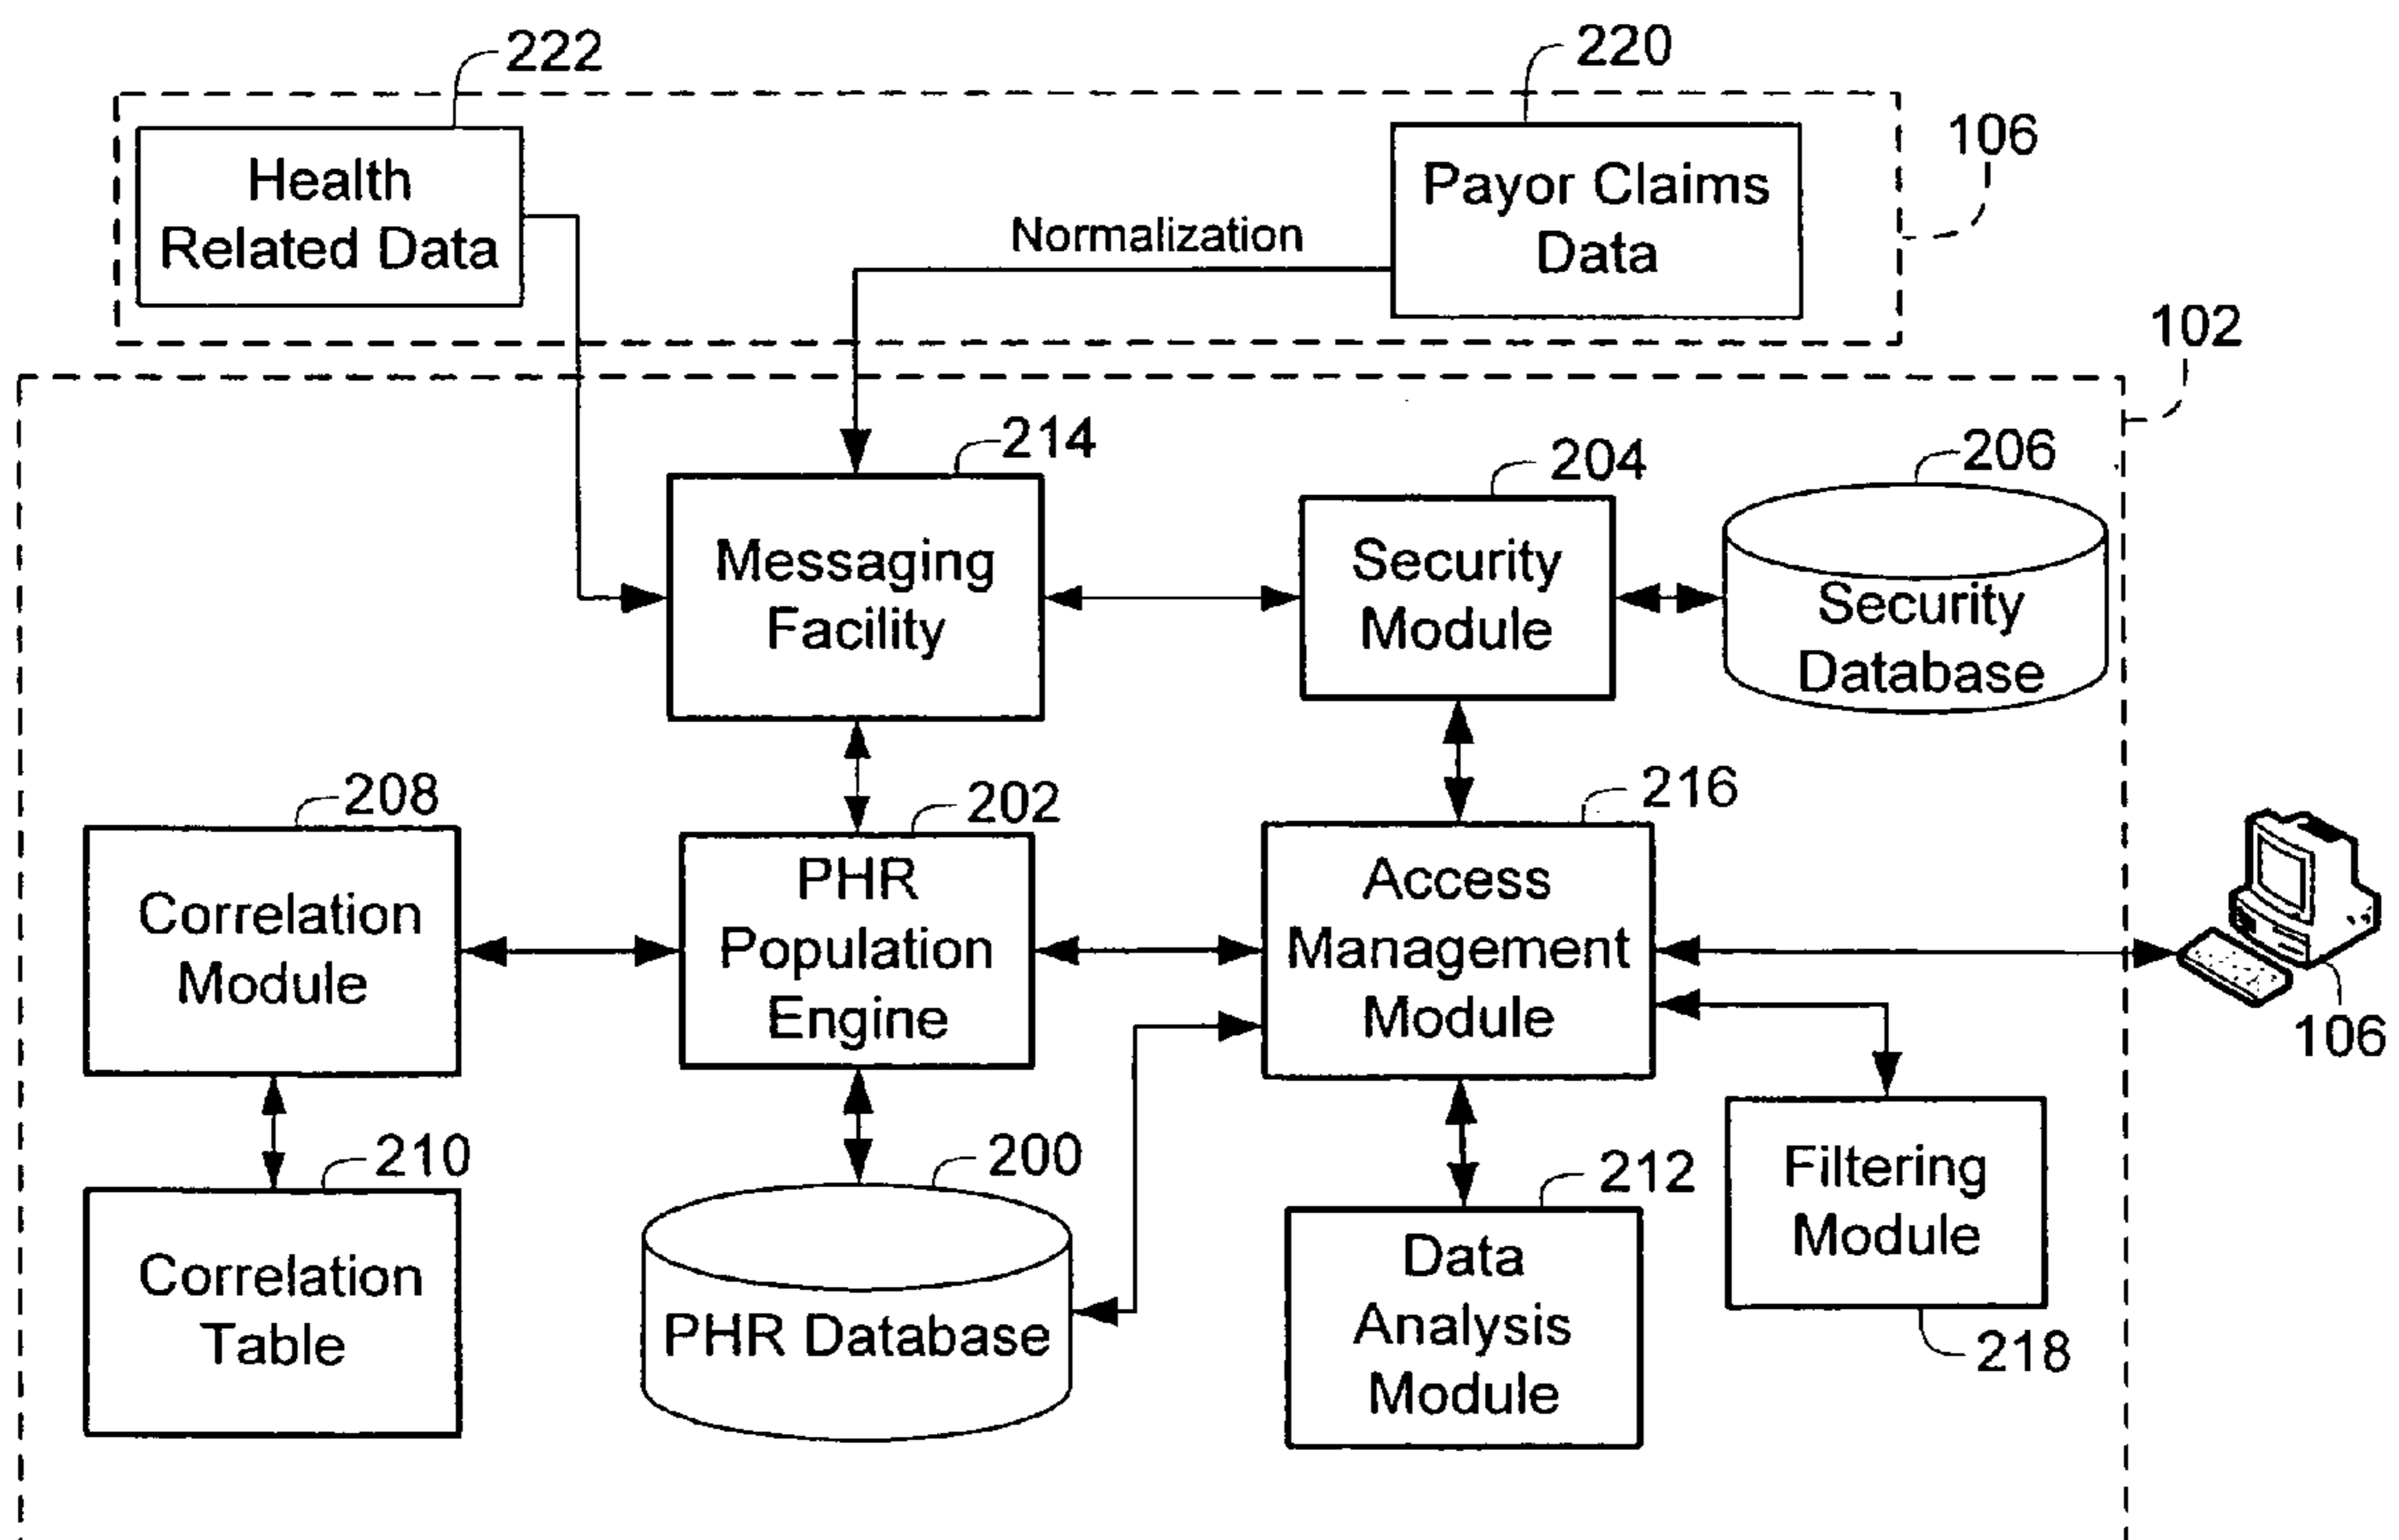 222
220
106
Health
Related Data
Payor Claims
Data
Normalization
102
214
204
206
Messaging
Facility
Security
Module
Security
Database
208
202
216
Correlation
Module
PHR
Population
Engine
Access
Management
Module
106
210
200
212
Correlation
Table
PHR Database
Data
Analysis
Module
Filtering
Module
218